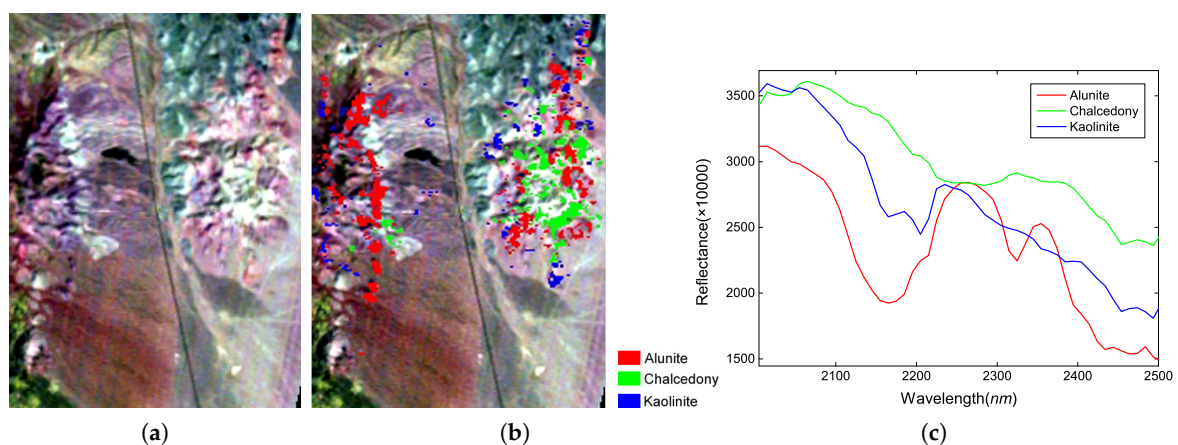 Alunite
Chalcedony
Kaolinite
Reflectance(×10000)
3500
3000
2500
2000
1500
2100
2200
2300
2400
2500
Wavelength(nm)
Alunite
Chalcedony
Kaolinite
(a)
(b)
(c)